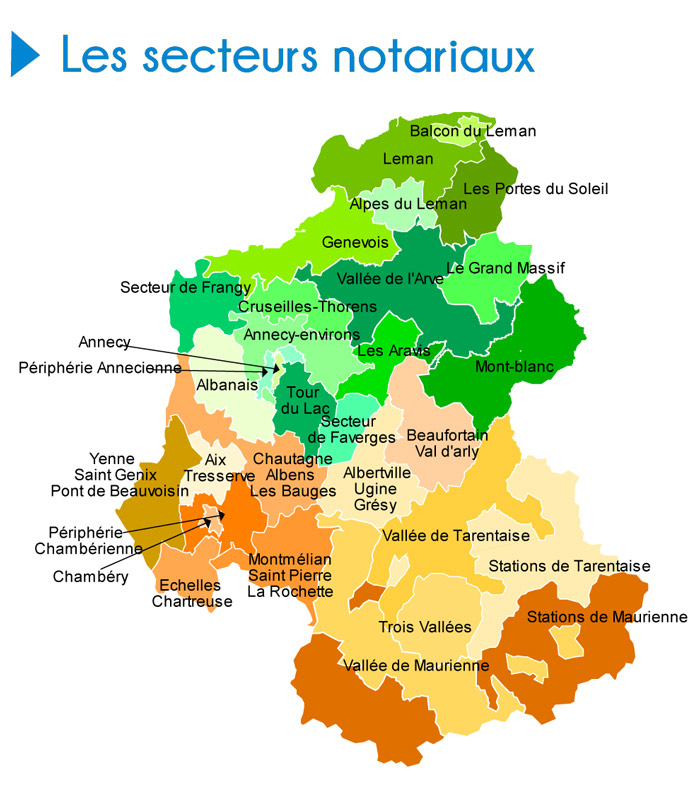 Les secteurs notariaux
Balcon du Leman
Leman
Les Portes du Soleil
Alpes du Leman
Genevois
Le Grand Massif
Vallée de l'Arve
Secteur de Frangy
Cruseilles-Thorens
Annecy-environs
Annecy
Les Aravis
Périphérie Annecienne
Mont-blanc
Albanais
Tour
du Lac
Secteur
de Faverges
Beaufortain
Val d'arly
Yenne
Saint Genix
Pont de Beauvoisin
Aix
Tresserve
Chautagne
Albens
Les Bauges
Albertville
Ugine
Grésy
Périphérie
Chambérienne
Vallée de Tarentaise
Chambéry
Montmélian
Saint Pierre
La Rochette
Stations de Tarentaise
Echelles
Chartreuse
Stations de Maurienne
Trois Vallées
Vallée de Maurienne